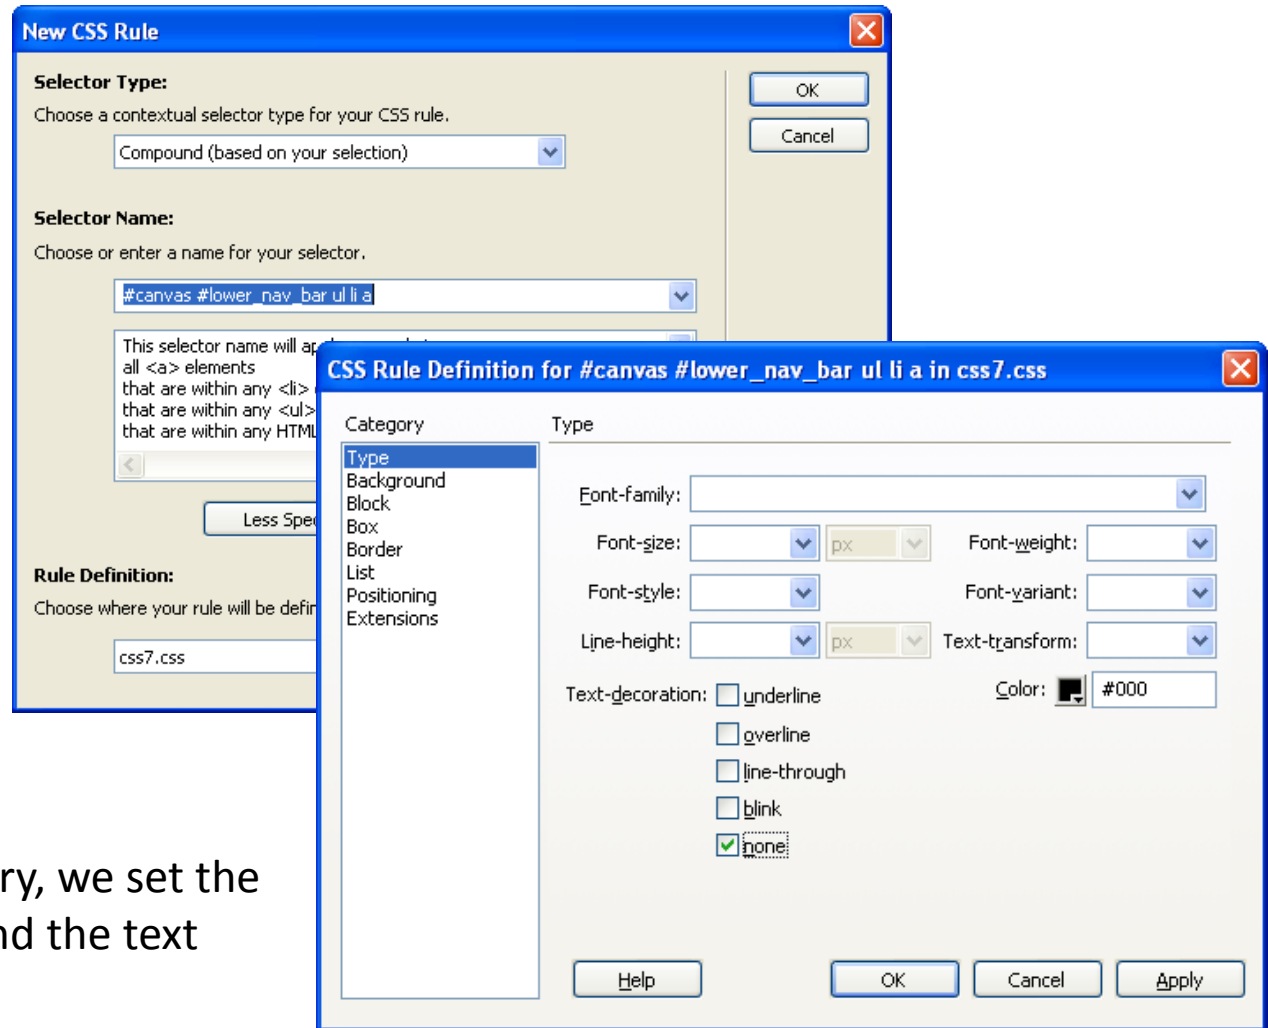 New CSS Rule
Selector Type:
Choose a contextual selector type for your CSS rule.
Compound (based on your selection)
OK
Cancel
Selector Name:
Choose or enter a name for your selector.
#canvas #lower_nav_bar ul li a
This selector name will
all <a> elements
that are within any <li>
that are within any <ul>
that are within any HTML
Less
Rule Definition:
Choose where your rule will be
css7.css
CSS Rule Definition for #canvas #lower_nav_bar ul li a in css7.css
Category
Type
Background
Block
Box
Border
List
Positioning
Extensions
Type
Font-family:
Font-size:
px
Font-weight:
Font-style:
Font-variant:
Line-height:
px
Text-transform:
Text-decoration:
underline
Color:
#000
overline
line-through
blink
none
Help
OK
Cancel
Apply
ry, we set the
nd the text